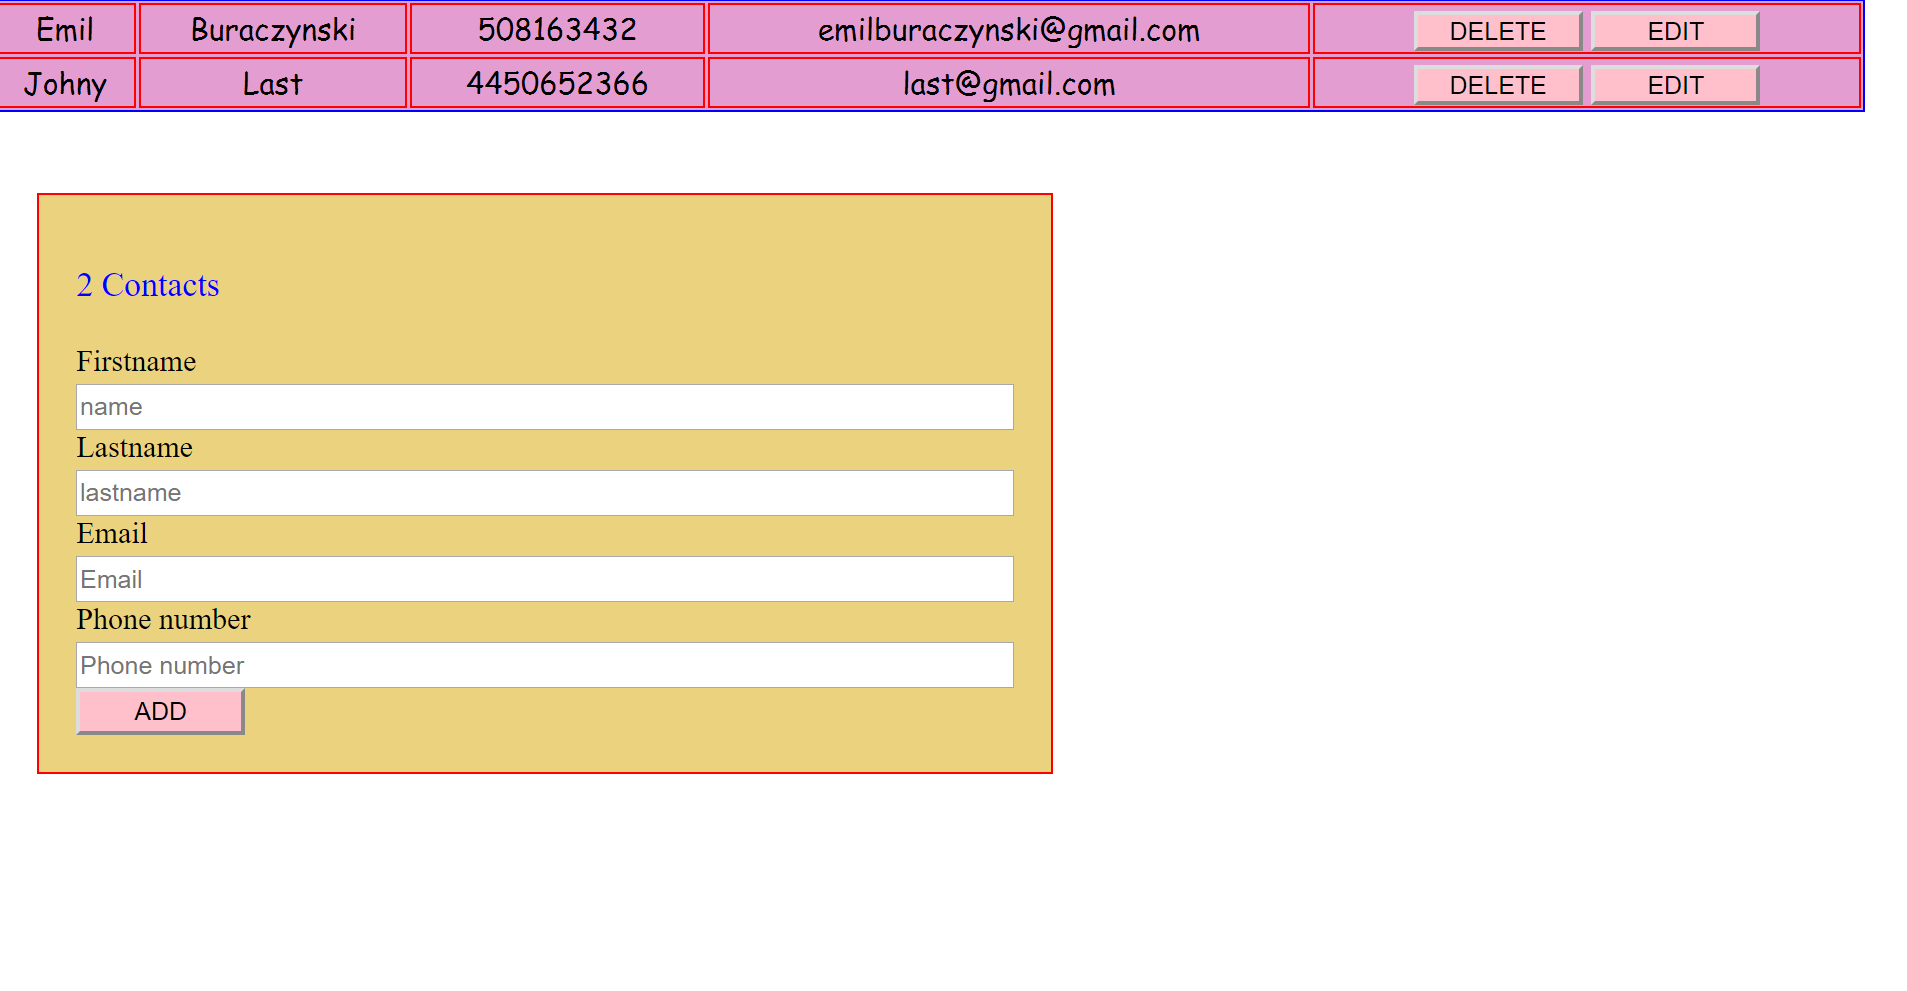 Emil Buraczynski 508163432 emilburaczynski@gmail.com DELETE EDIT
Johny Last 4450652366 last@gmail.com DELETE EDIT
2 Contacts
Firstname
name
Lastname
lastname
Email
Email
Phone number
Phone number
ADD